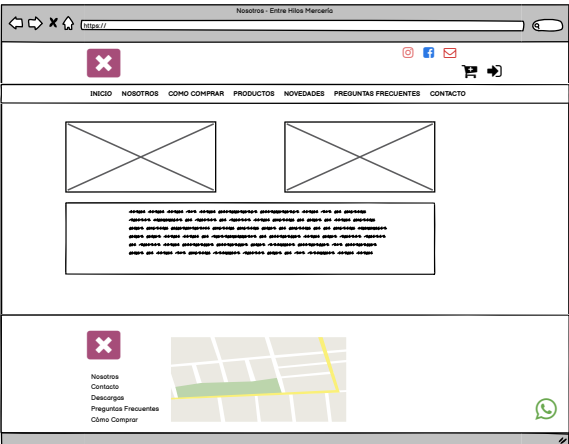 Nosotros - Entre Hilos Mercería
https://
INICIO NOSOTROS COMO COMPRAR PRODUCTOS NOVEDADES PREGUNTAS FRECUENTES CONTACTO
Nosotros
Contacto
Descargas
Preguntas Frecuentes
Cómo Comprar